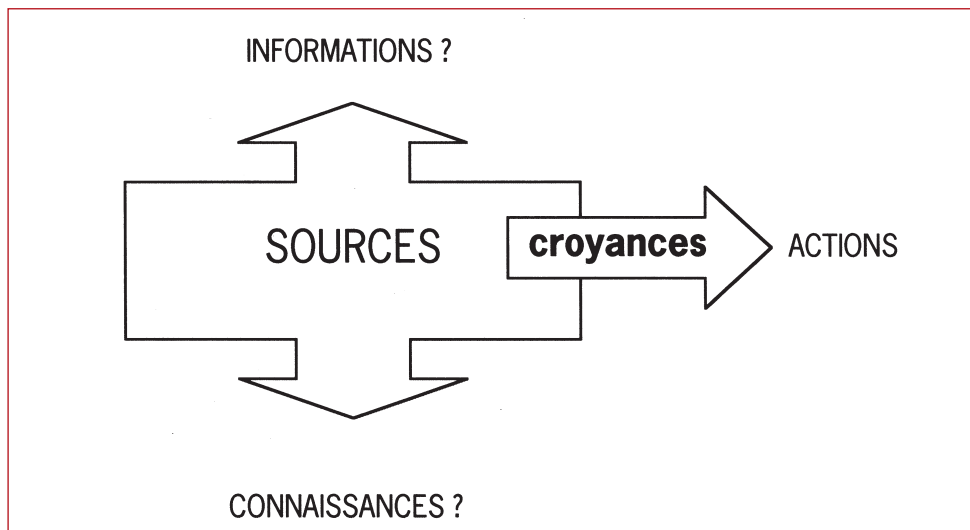 INFORMATIONS ?
SOURCES
croyances
ACTIONS
CONNAISSANCES ?